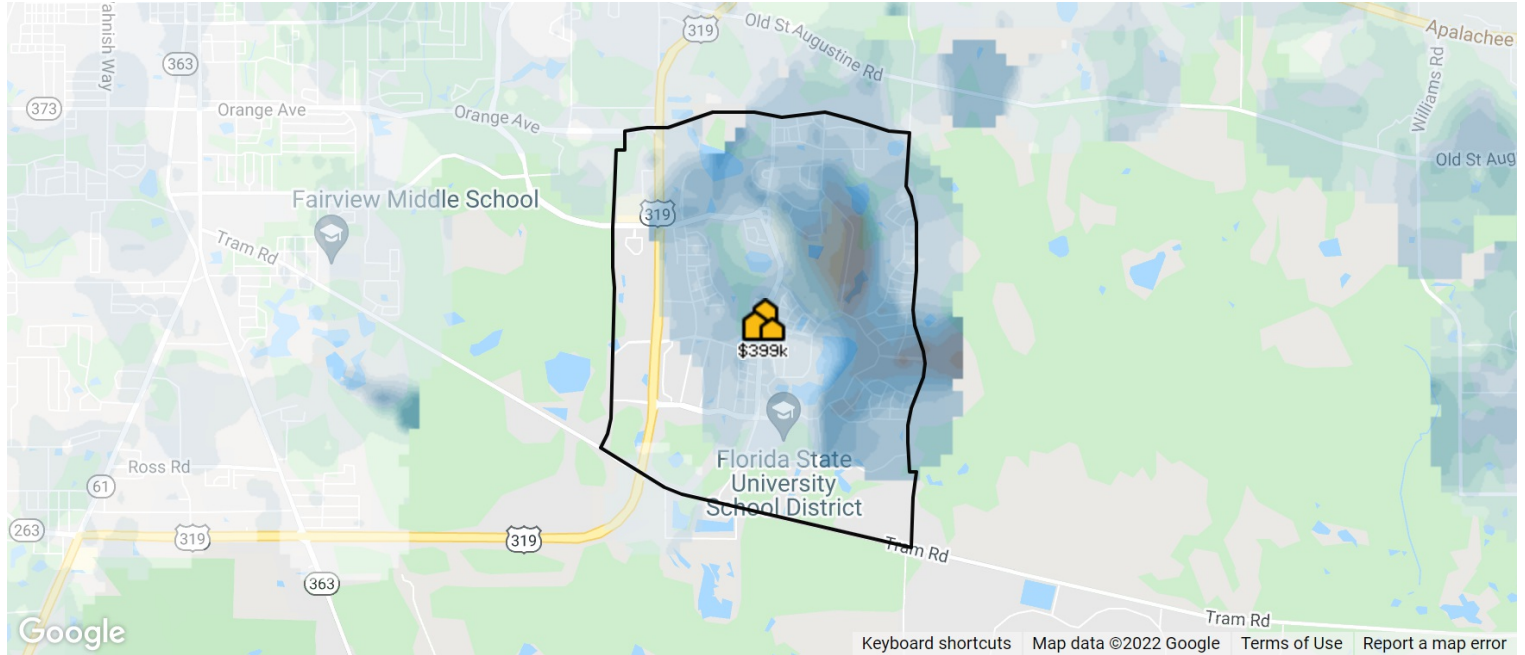 ahnish Way
363
319
Old St Augustine Rd
Apalachee
Williams Rd
373
Orange Ave
Orange Ave
Old St Aug
Fairview Middle School
319
Tram Rd
$399k
Florida State
University
School District
Ross Rd
61
263
319
319
Tram Rd
363
Tram Rd
Google
Keyboard shortcuts
Map data ©2022 Google
Terms of Use
Report a map error